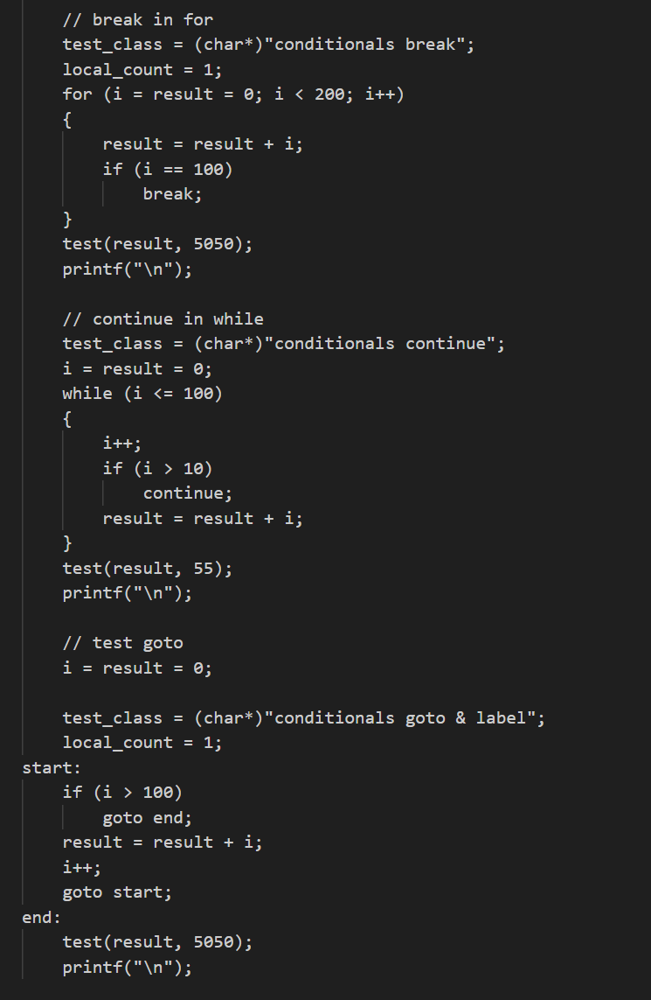 // break in for
test_class = (char*)"conditionals break";
local_count = 1;
for (i = result = 0; i < 200; i++)
{
result = result + i;
if (i == 100)
break;
}
test(result, 5050);
printf("\n");
// continue in while
test_class = (char*)"conditionals continue";
i = result = 0;
while (i <= 100)
{
i++;
if (i > 10)
continue;
result = result + i;
}
test(result, 55);
printf("\n");
// test goto
i = result = 0;
test_class = (char*)"conditionals goto & label";
local_count = 1;
start:
if (i > 100)
goto end;
result = result + i;
i++;
goto start;
end:
test(result, 5050);
printf("\n");